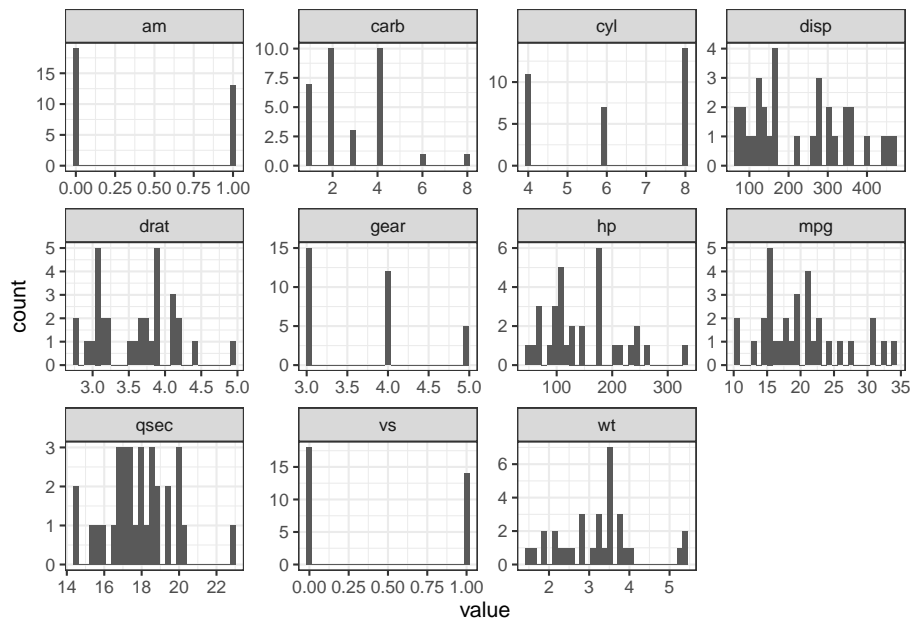 am carb cyl disp
15 10 5 0
10.0 7.5 5.0 2.5 0.0
10 5 0
4 3 2 1 0
0.00 0.25 0.50 0.75 1.00
2 4 6 8
4 5 6 7 8
100 200 300 400
drat gear hp mpg
5 4 3 2 1 0
15 10 5 0
6 4 2 0
5 4 3 2 1 0
3.0 3.5 4.0 4.5 5.0
3.0 3.5 4.0 4.5 5.0
100 200 300
10 15 20 25 30 35
qsec vs wt
3 2 1 0
15 10 5 0
6 4 2 0
14 16 18 20 22
0.00 0.25 0.50 0.75 1.00
2 3 4 5
count
value